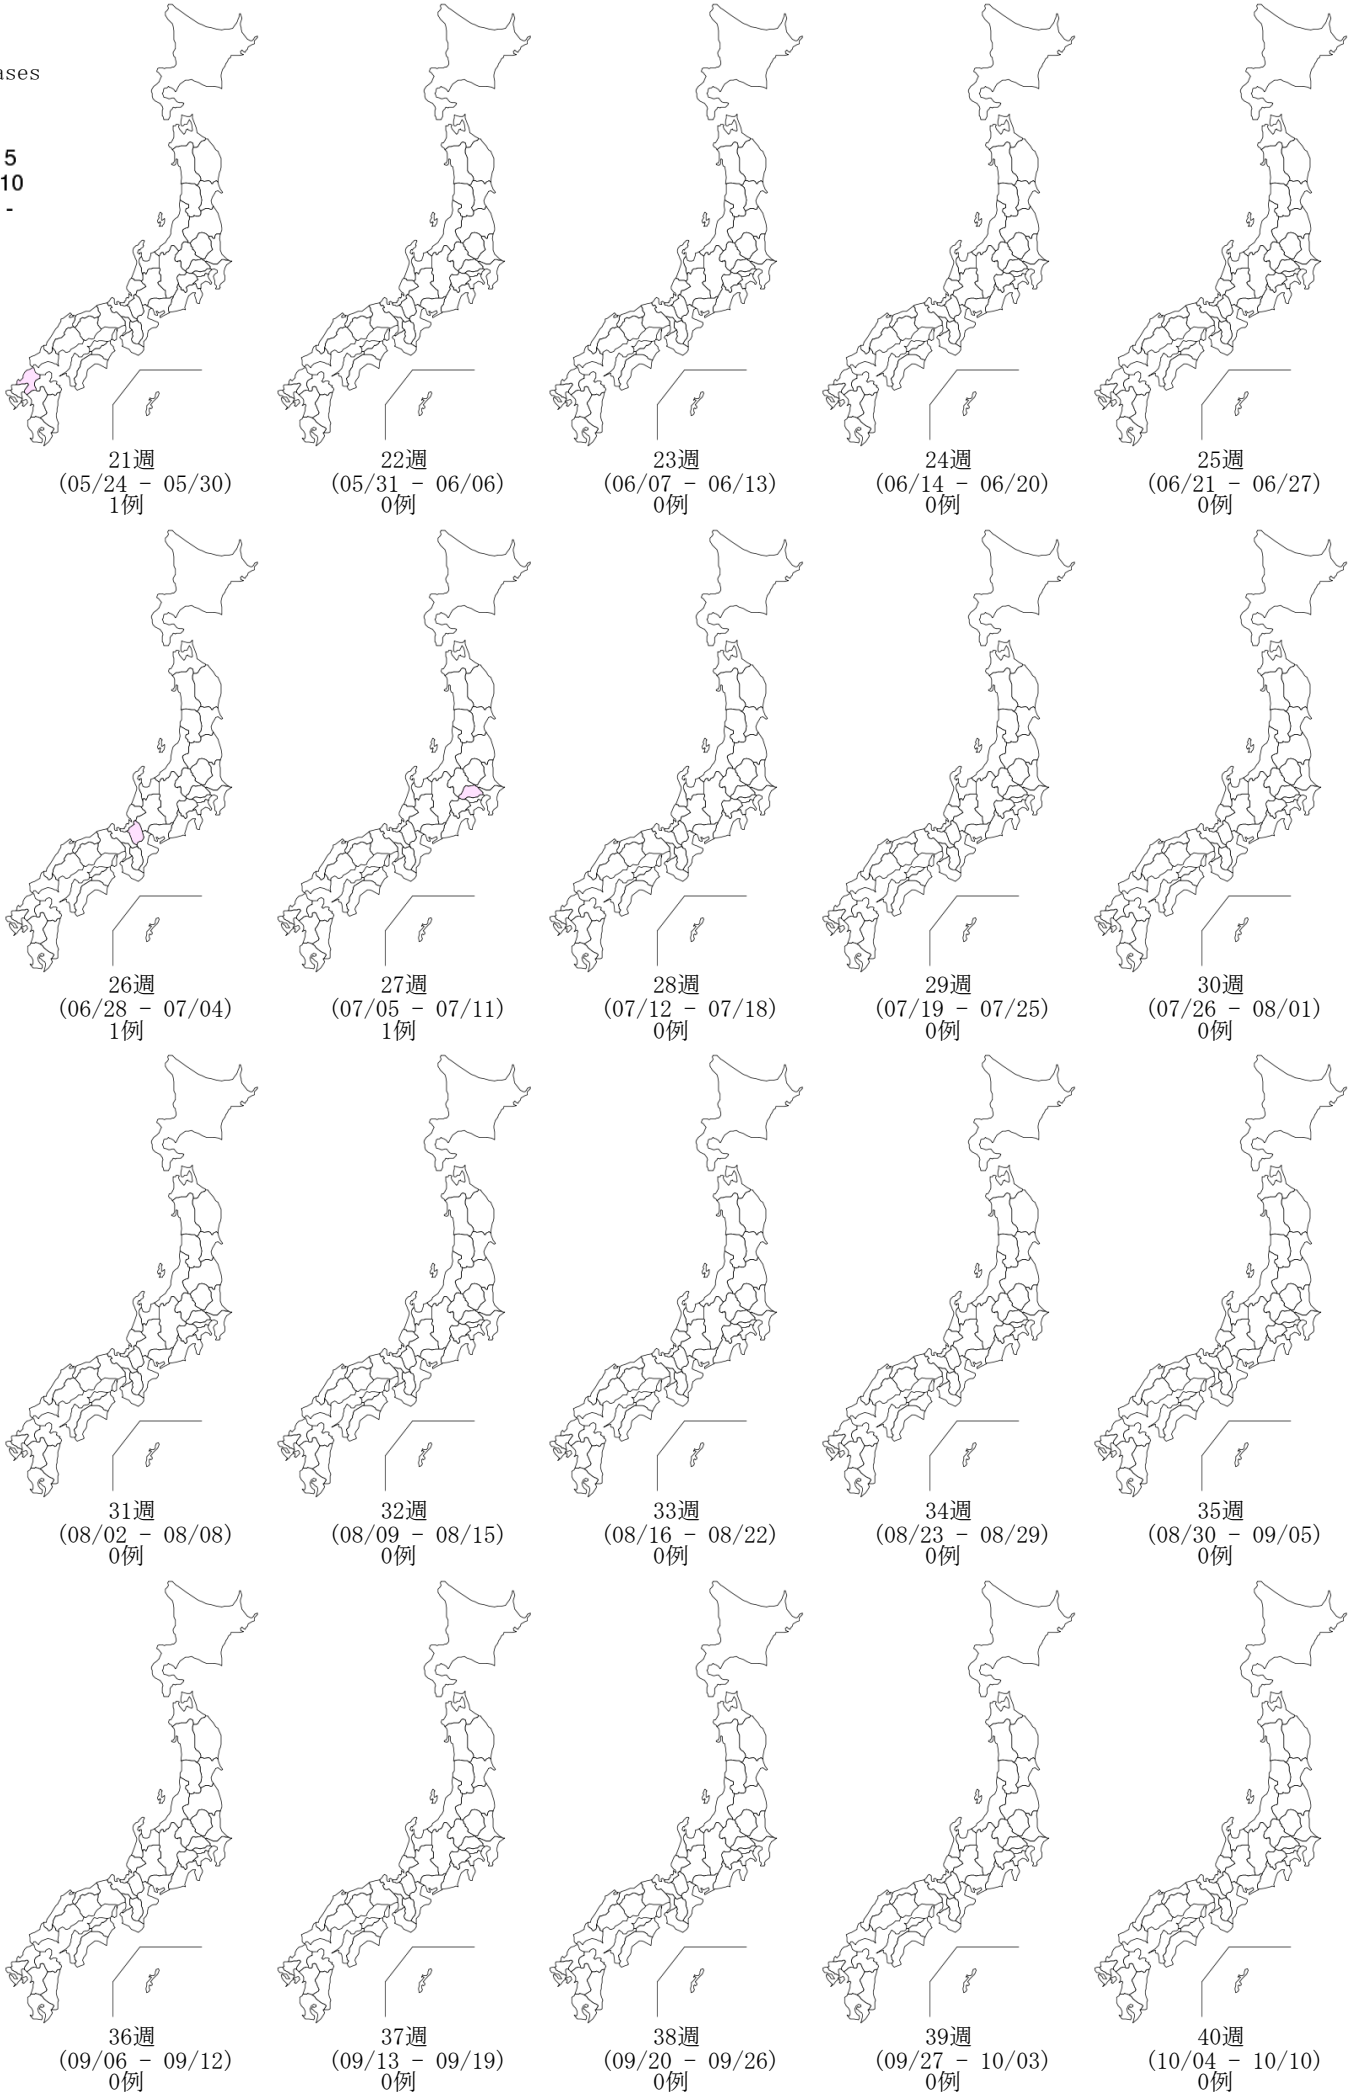 ases
5
10
-
21週
(05/24 - 05/30)
1例
22週
(05/31 - 06/06)
0例
23週
(06/07 - 06/13)
0例
24週
(06/14 - 06/20)
0例
25週
(06/21 - 06/27)
0例
26週
(06/28 - 07/04)
1例
27週
(07/05 - 07/11)
1例
28週
(07/12 - 07/18)
0例
29週
(07/19 - 07/25)
0例
30週
(07/26 - 08/01)
0例
31週
(08/02 - 08/08)
0例
32週
(08/09 - 08/15)
0例
33週
(08/16 - 08/22)
0例
34週
(08/23 - 08/29)
0例
35週
(08/30 - 09/05)
0例
36週
(09/06 - 09/12)
0例
37週
(09/13 - 09/19)
0例
38週
(09/20 - 09/26)
0例
39週
(09/27 - 10/03)
0例
40週
(10/04 - 10/10)
0例